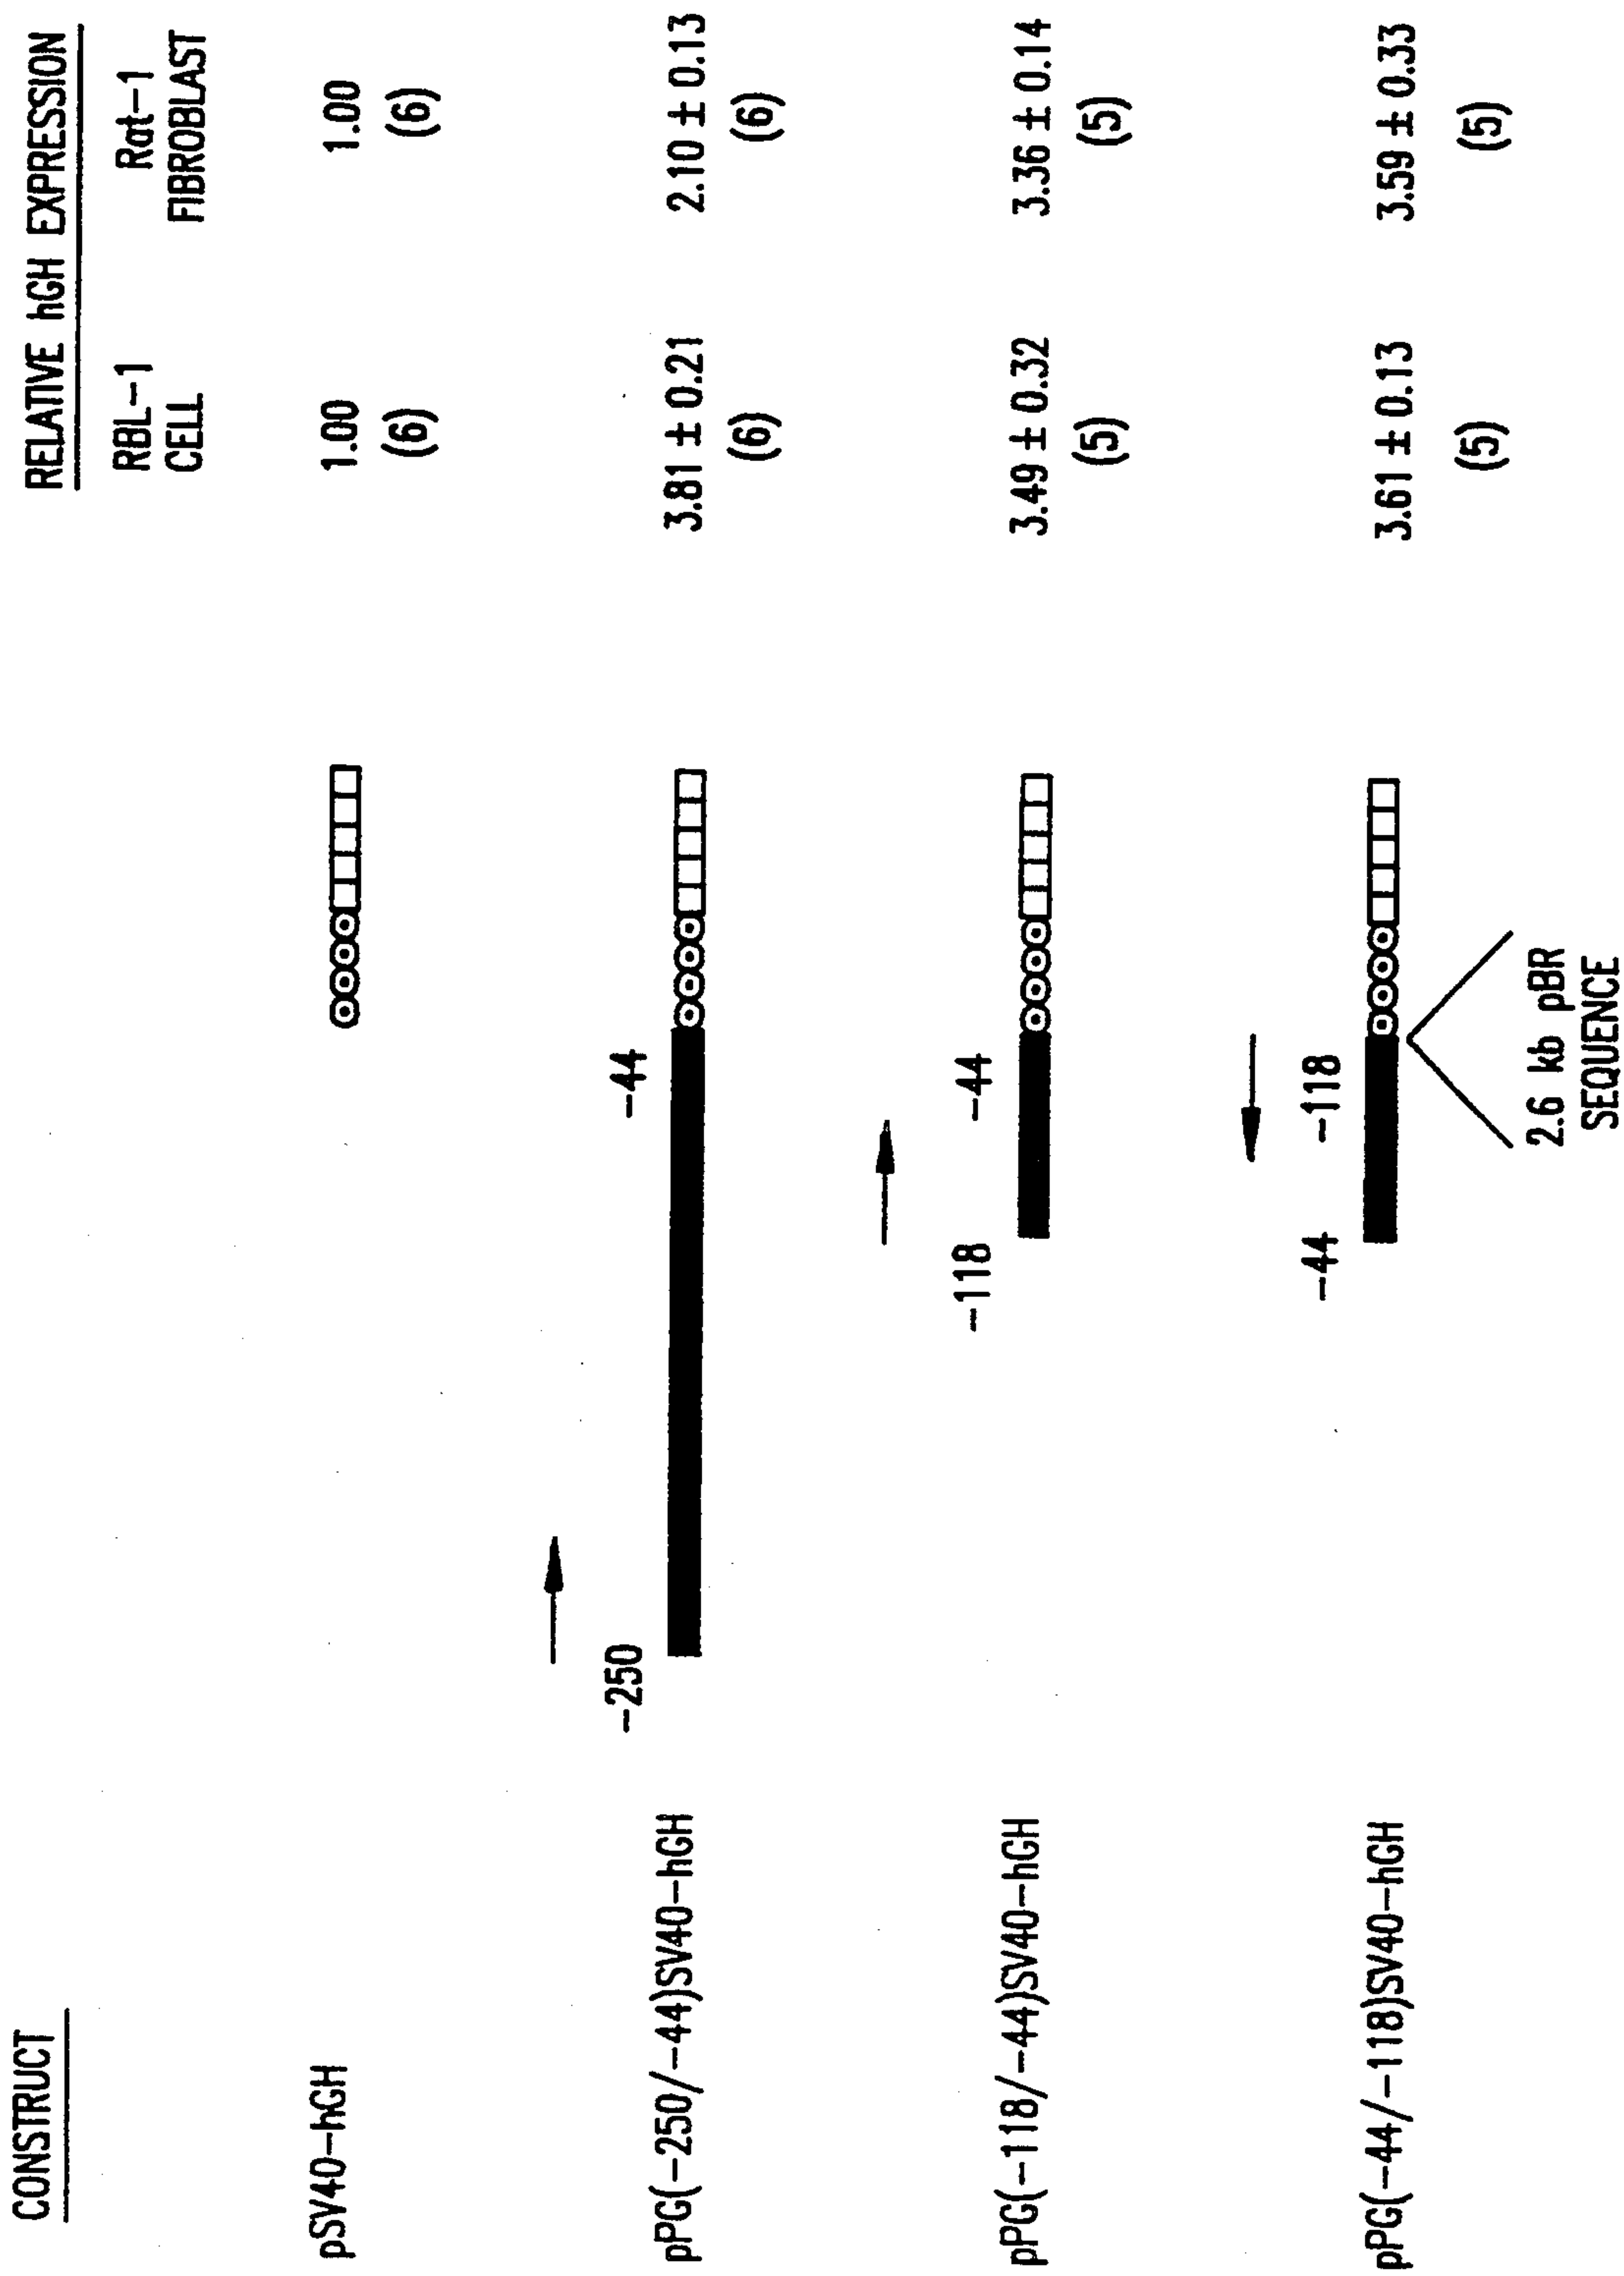 CONSTRUCT
RELATIVE hGH EXPRESSION
RBL-1
CELL
Rat-1
FIBROBLAST
pSV40-hGH
1.00
(6)
1.00
(6)
pPG(-250/-44)SV40-hGH
-250
-44
3.81 ± 0.21
(6)
2.10 ± 0.13
(6)
pPG(-118/-44)SV40-hGH
-118
-44
3.49 ± 0.32
(5)
3.36 ± 0.14
(5)
pPG(-44/-118)SV40-hGH
-44
-118
3.61 ± 0.13
(5)
3.59 ± 0.33
(5)
2.6 kb pBR
SEQUENCE